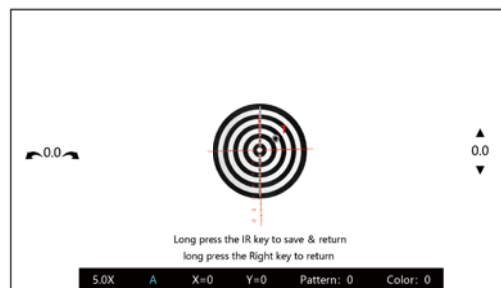 0.0
0.0
Long press the IR key to save & return
long press the Right key to return
5.0X A X=0 Y=0 Pattern: 0 Color: 0